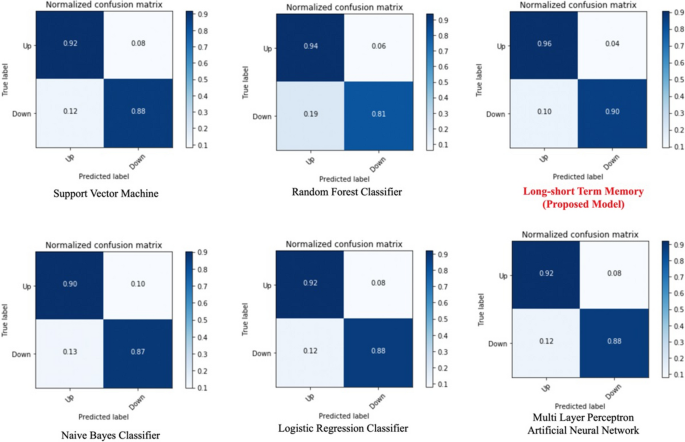 Normalized confusion matrix
Up
0.92
0.08
Down
0.12
0.88
True label
Up
Down
Predicted label
0.9
0.8
0.7
0.6
0.5
0.4
0.3
0.2
0.1
Support Vector Machine
Normalized confusion matrix
Up
0.94
0.06
Down
0.19
0.81
True label
Up
Down
Predicted label
0.9
0.8
0.7
0.6
0.5
0.4
0.3
0.2
0.1
Random Forest Classifier
Normalized confusion matrix
Up
0.96
0.04
Down
0.10
0.90
True label
Up
Down
Predicted label
0.9
0.8
0.7
0.6
0.5
0.4
0.3
0.2
0.1
Long-short Term Memory
(Proposed Model)
Normalized confusion matrix
Up
0.90
0.10
Down
0.13
0.87
True label
Up
Down
Predicted label
0.9
0.8
0.7
0.6
0.5
0.4
0.3
0.2
0.1
Naive Bayes Classifier
Normalized confusion matrix
Up
0.92
0.08
Down
0.12
0.88
True label
Up
Down
Predicted label
0.9
0.8
0.7
0.6
0.5
0.4
0.3
0.2
0.1
Logistic Regression Classifier
Normalized confusion matrix
Up
0.92
0.08
Down
0.12
0.88
True label
Up
Down
Predicted label
0.9
0.8
0.7
0.6
0.5
0.4
0.3
0.2
0.1
Multi Layer Perceptron
Artificial Neural Network